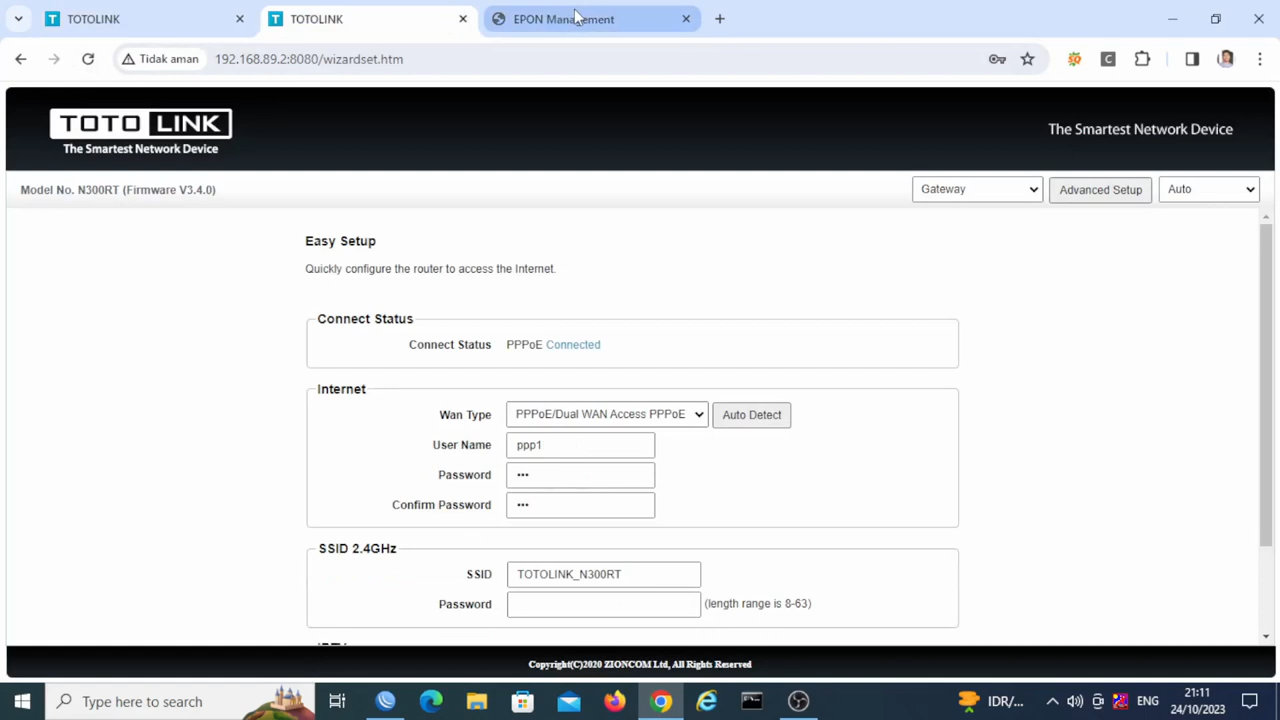 TOTOLINK
TOTOLINK
EPON Management
Tidak aman
192.168.89.2:8080/wizardset.htm
TOTO LINK
The Smartest Network Device
The Smartest Network Device
Model No. N300RT (Firmware V3.4.0)
Gateway
Advanced Setup
Auto
Easy Setup
Quickly configure the router to access the Internet.
Connect Status
Connect Status PPPoE Connected
Internet
Wan Type PPPoE/Dual WAN Access PPPoE Auto Detect
User Name ppp1
Password •••
Confirm Password •••
SSID 2.4GHz
SSID TOTOLINK_N300RT
Password (length range is 8-63)
Copyright(C)2020 ZIONCOM Ltd, All Rights Reserved
Type here to search
IDR/...
ENG
21:11
24/10/2023